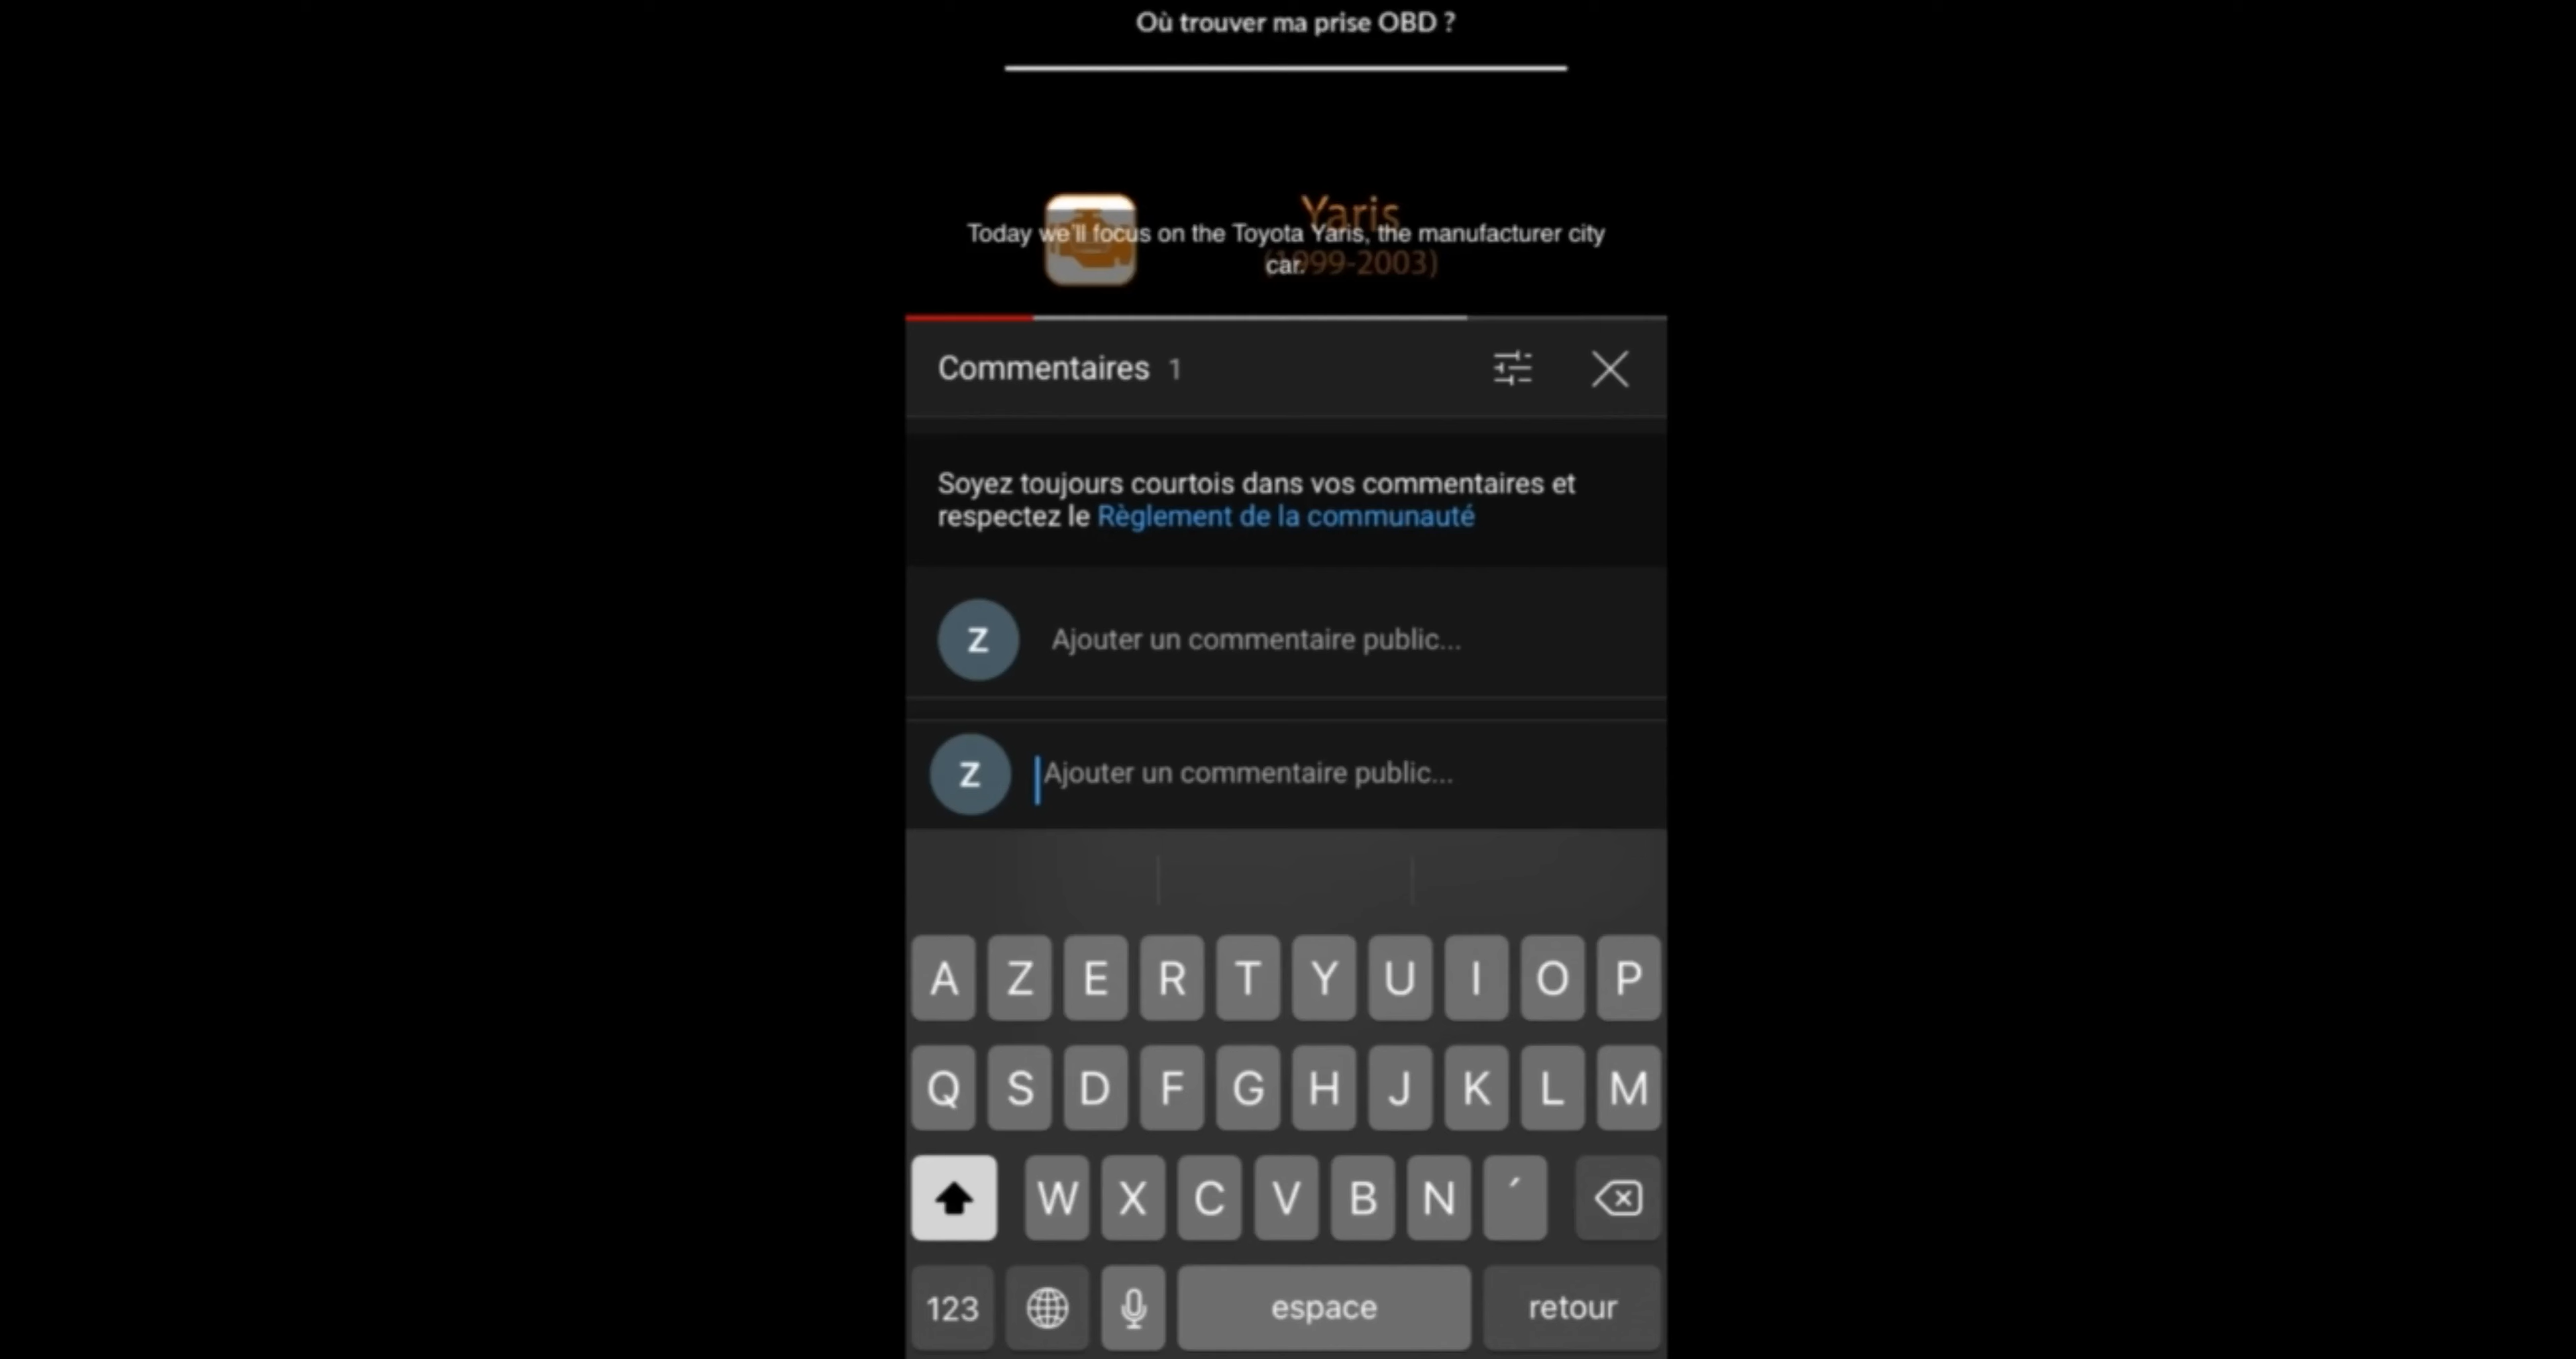 Où trouver ma prise OBD ?
Yaris
Today we'll focus on the Toyota Yaris, the manufacturer city
car.
(1999-2003)
Commentaires 1
Soyez toujours courtois dans vos commentaires et
respectez le Règlement de la communauté
Z Ajouter un commentaire public...
Z Ajouter un commentaire public...
A Z E R T Y U I O P
Q S D F G H J K L M
W X C V B N ´
123 espace retour